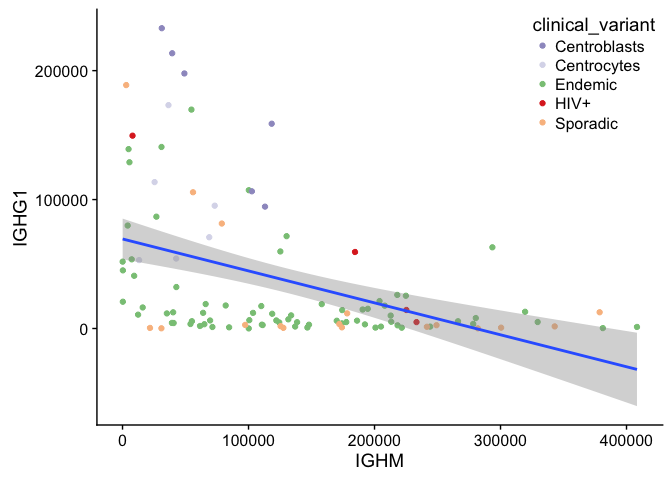 clinical_variant
Centroblasts
Centrocytes
Endemic
HIV+
Sporadic
IGHG1
200000
100000
0
0 100000 200000 300000 400000
IGHM